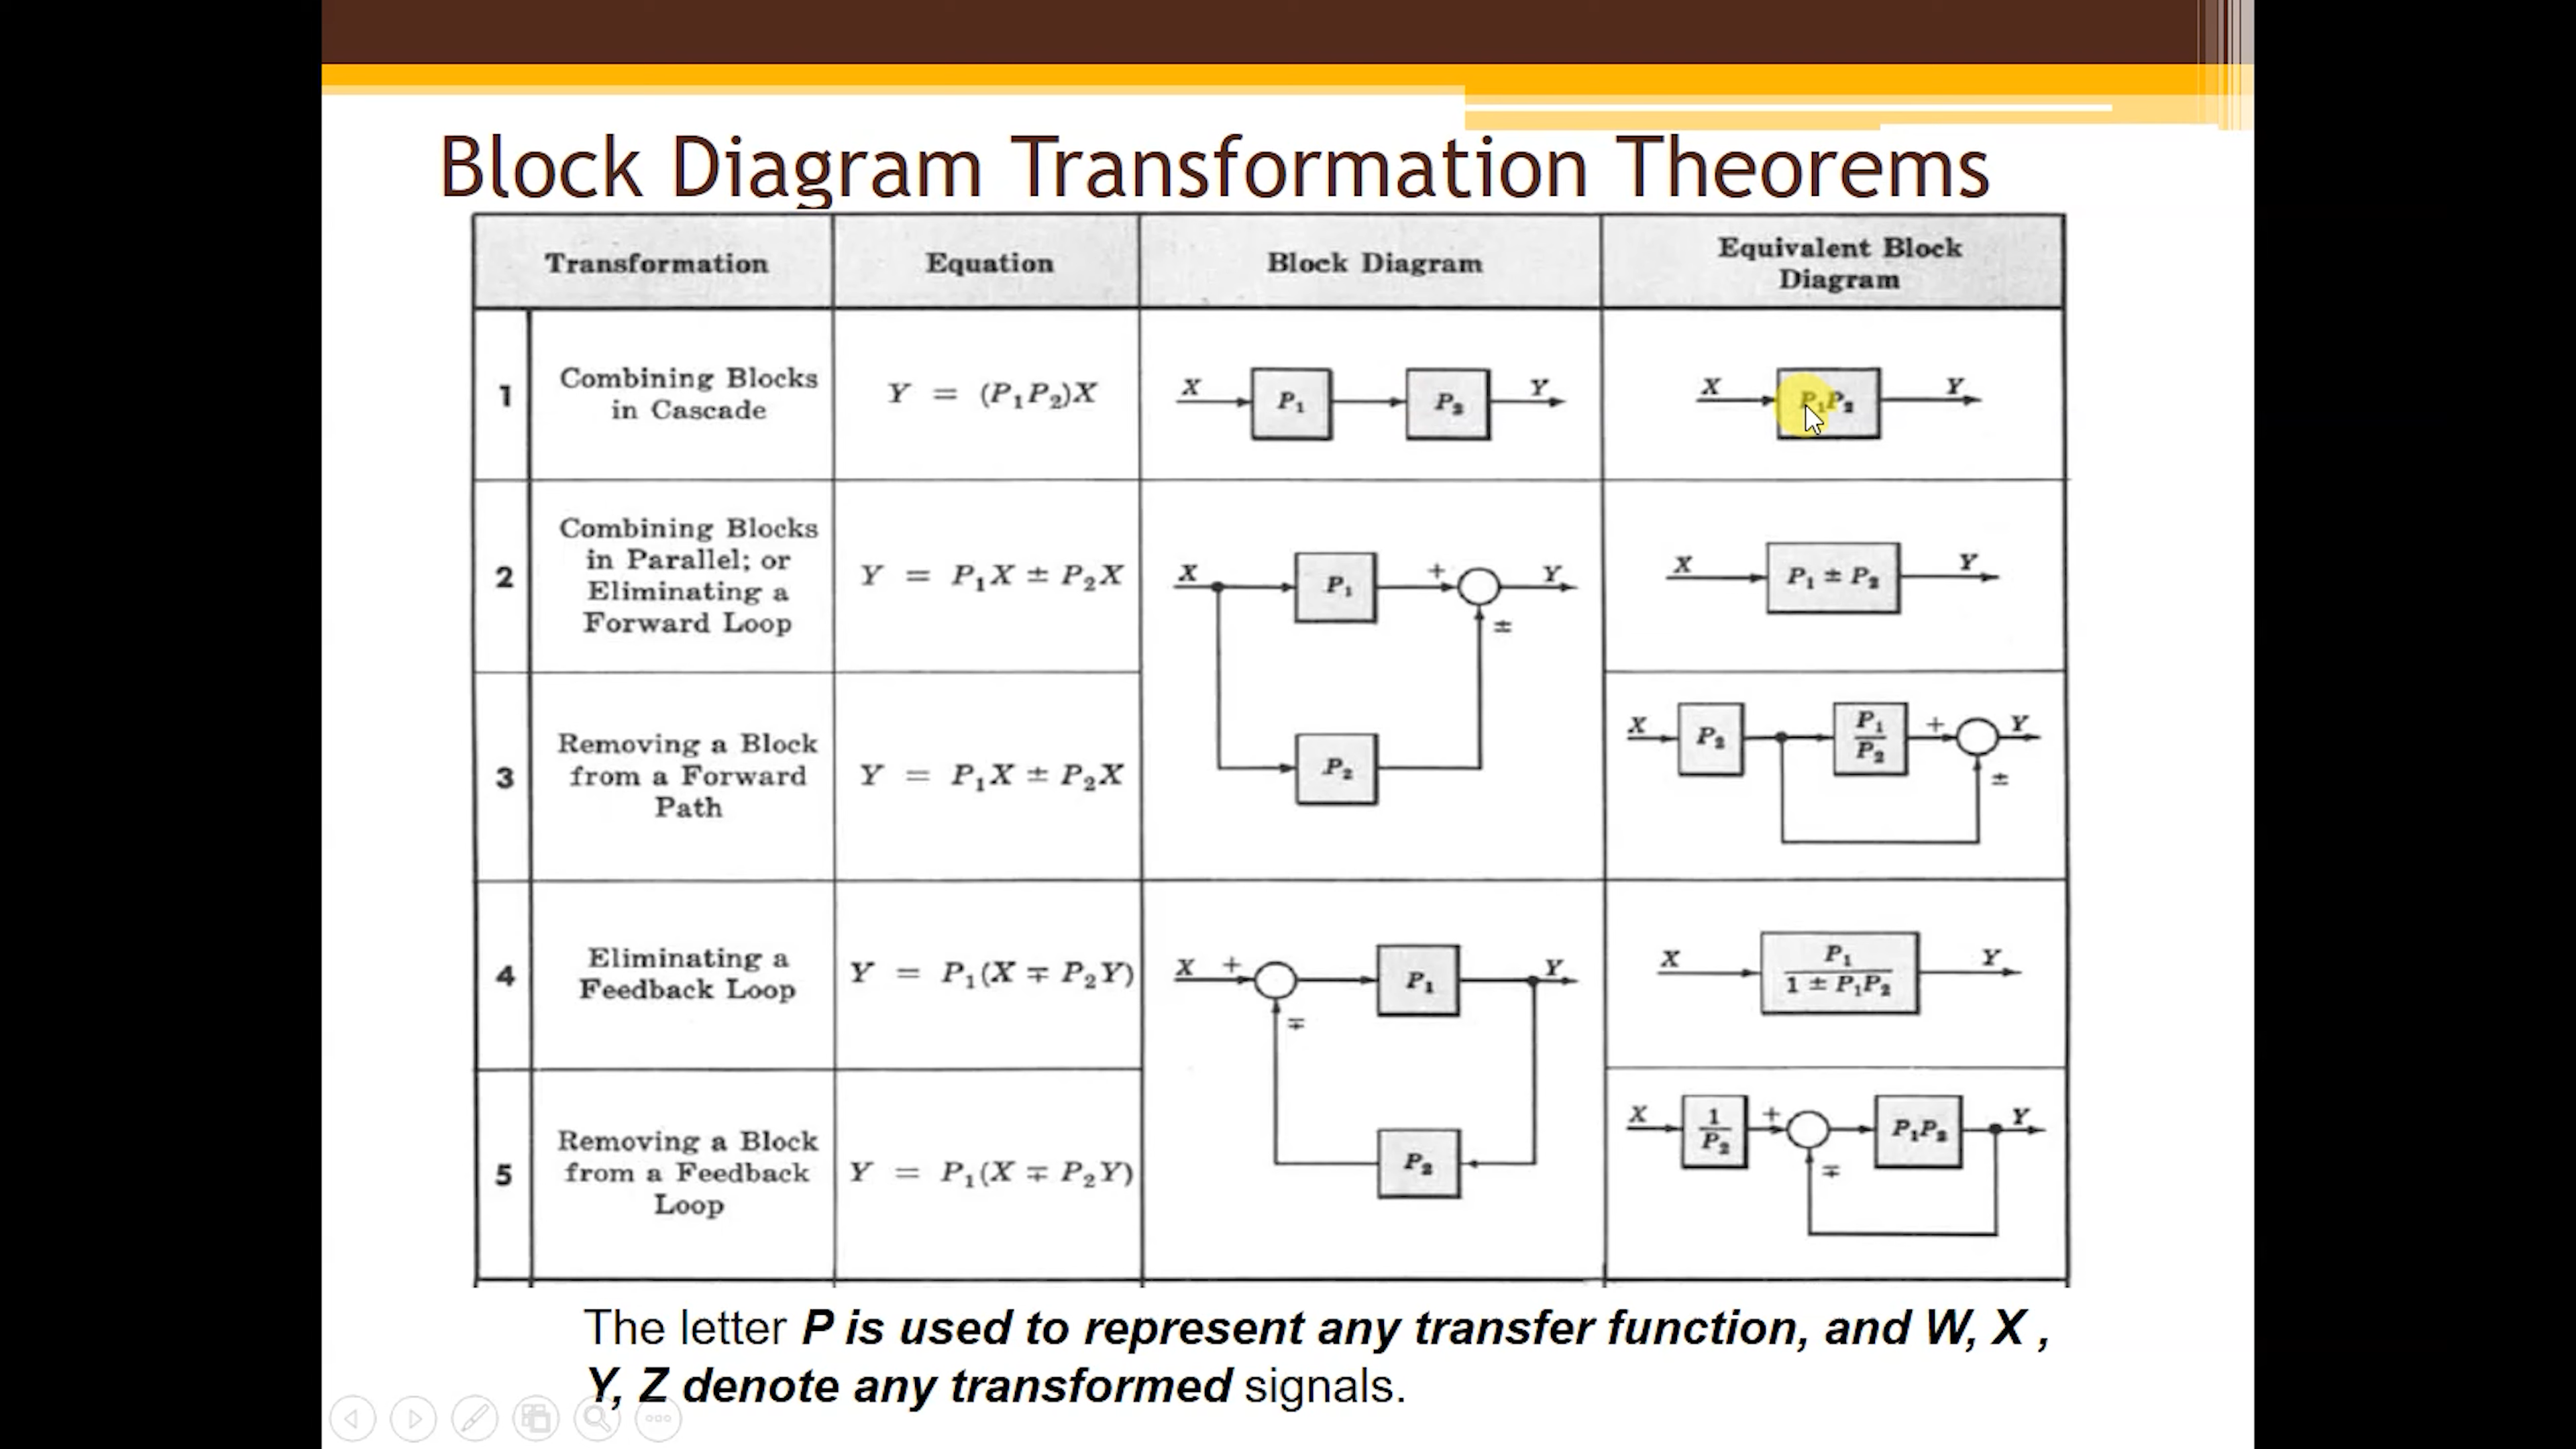 Block Diagram Transformation Theorems
Transformation
Equation
Block Diagram
Equivalent Block
Diagram
1
Combining Blocks
in Cascade
Y = (P₁P₂)X
X
P₁
P₂
Y
X
P₁P₂
Y
2
Combining Blocks
in Parallel; or
Eliminating a
Forward Loop
Y = P₁X ± P₂X
X
P₁
+
Y
±
P₂
X
P₁ ± P₂
Y
3
Removing a Block
from a Forward
Path
Y = P₁X ± P₂X
X
P₂
P₁
P₂
+
Y
±
4
Eliminating a
Feedback Loop
Y = P₁(X ∓ P₂Y)
X
+
P₁
Y
∓
P₂
X
P₁
1 ± P₁P₂
Y
5
Removing a Block
from a Feedback
Loop
Y = P₁(X ∓ P₂Y)
X
1
P₂
+
P₁P₂
Y
∓
The letter P is used to represent any transfer function, and W, X ,
Y, Z denote any transformed signals.